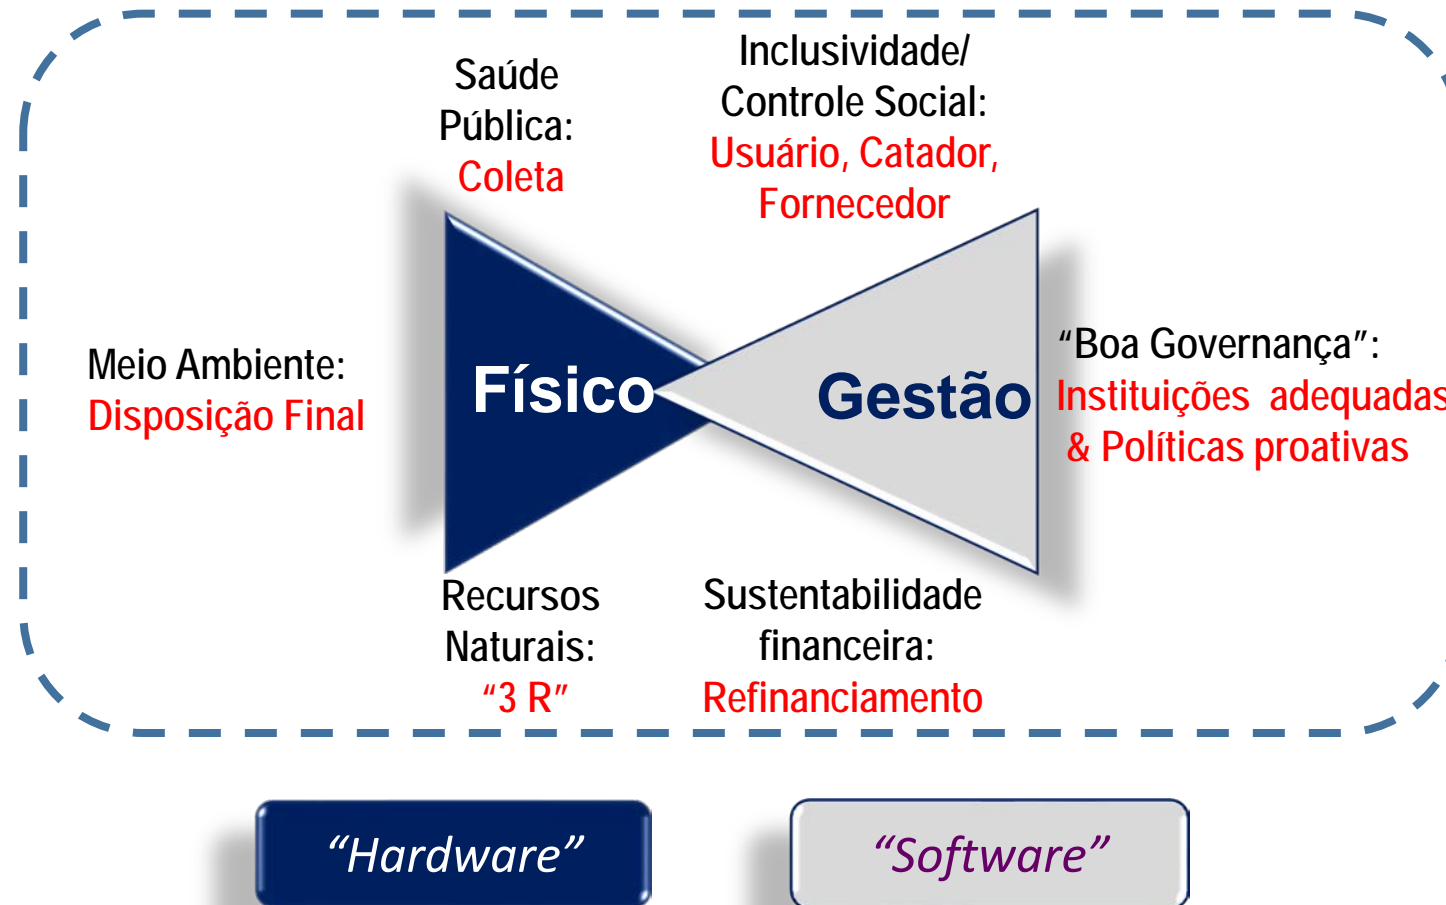 Saúde
Pública:
Coleta
Inclusividade/
Controle Social:
Usuário, Catador,
Fornecedor
Meio Ambiente:
Disposição Final
Físico
Gestão
“Boa Governança”:
Instituições adequadas
& Políticas proativas
Recursos
Naturais:
“3 R”
Sustentabilidade
financeira:
Refinanciamento
“Hardware”
“Software”